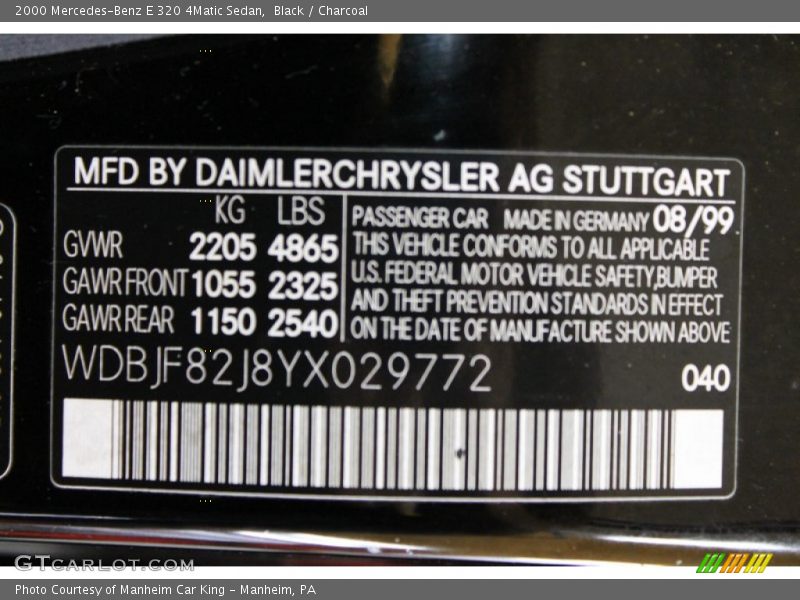 2000 Mercedes-Benz E 320 4Matic Sedan,  Black / Charcoal
MFD BY DAIMLERCHRYSLER AG STUTTGART
KG LBS
GVWR 2205 4865
GAWR FRONT 1055 2325
GAWR REAR 1150 2540
PASSENGER CAR MADE IN GERMANY 08/99
THIS VEHICLE CONFORMS TO ALL APPLICABLE
U.S. FEDERAL MOTOR VEHICLE SAFETY,BUMPER
AND THEFT PREVENTION STANDARDS IN EFFECT
ON THE DATE OF MANUFACTURE SHOWN ABOVE
WDBJF82J8YX029772
040
GTCARLOT.COM
Photo Courtesy of Manheim Car King - Manheim, PA